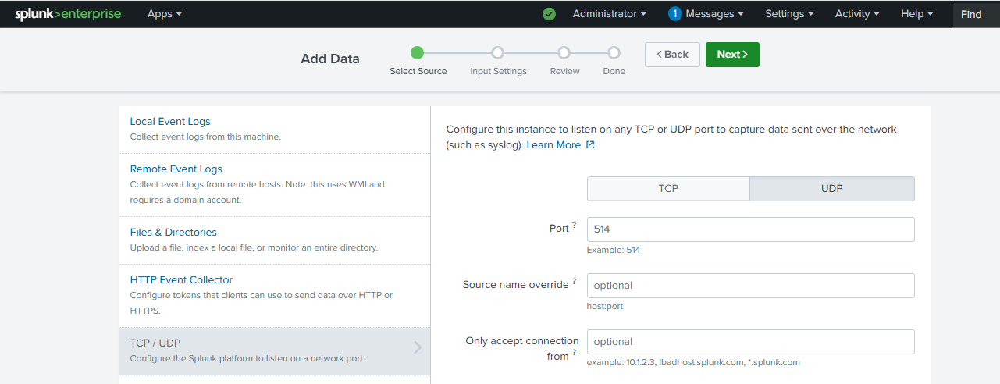 splunk>enterprise Apps Administrator 1 Messages Settings Activity Help Find
Add Data
Select Source Input Settings Review Done
< Back Next >
Local Event Logs
Collect event logs from this machine.
Remote Event Logs
Collect event logs from remote hosts. Note: this uses WMI and
requires a domain account.
Files & Directories
Upload a file, index a local file, or monitor an entire directory.
HTTP Event Collector
Configure tokens that clients can use to send data over HTTP or
HTTPS.
TCP / UDP
Configure the Splunk platform to listen on a network port.
Configure this instance to listen on any TCP or UDP port to capture data sent over the network
(such as syslog). Learn More
TCP UDP
Port ? 514
Example: 514
Source name override ? optional
host:port
Only accept connection
from ? optional
example: 10.1.2.3, !badhost.splunk.com, *.splunk.com